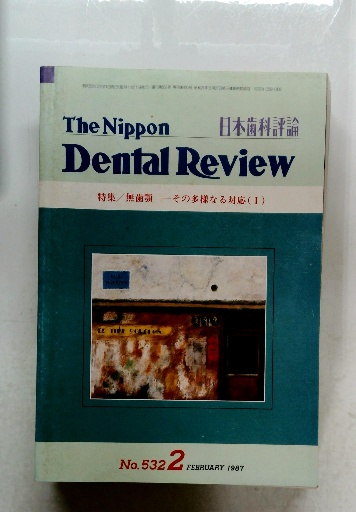 The Nippon 日本歯科評論
Dental Review
特集／無歯顎 ―その多様なる対応(Ⅰ)
No.532 2 FEBRUARY 1987